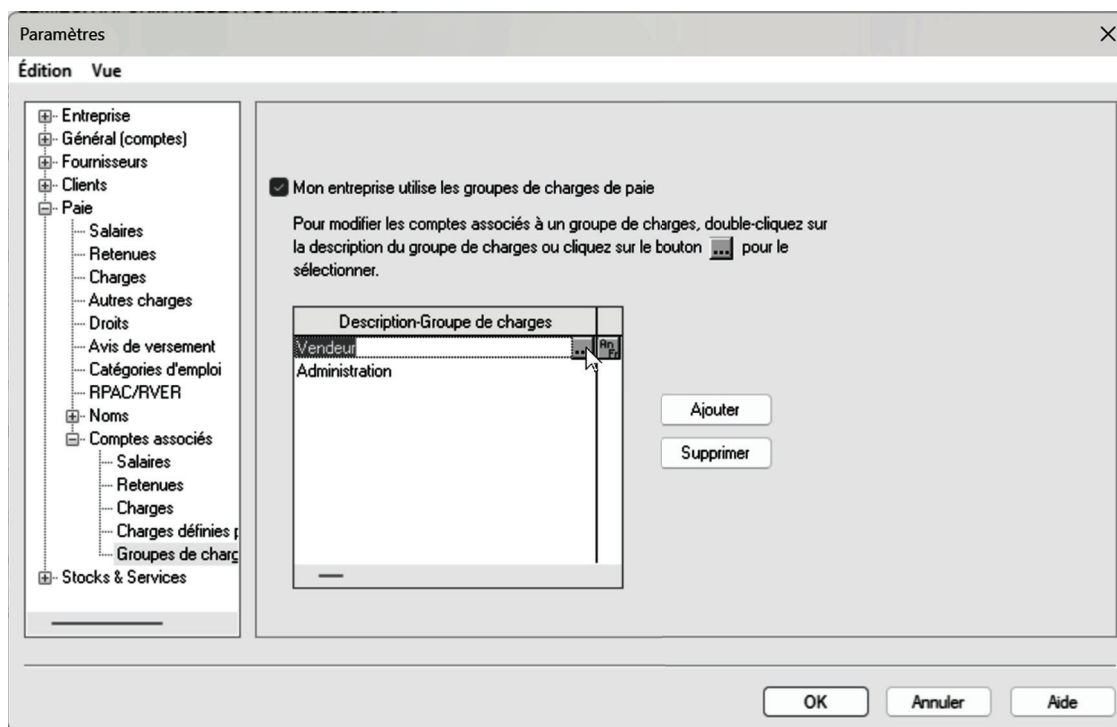 Paramètres
Édition Vue
Entreprise
Général (comptes)
Fournisseurs
Clients
Paie
Salaires
Retenues
Charges
Autres charges
Droits
Avis de versement
Catégories d'emploi
RPAC/RVER
Noms
Comptes associés
Salaires
Retenues
Charges
Charges définies p
Groupes de charg
Stocks & Services
Mon entreprise utilise les groupes de charges de paie
Pour modifier les comptes associés à un groupe de charges, double-cliquez sur
la description du groupe de charges ou cliquez sur le bouton ... pour le
sélectionner.
Description-Groupe de charges
Vendeur ... An Fr
Administration
Ajouter
Supprimer
OK Annuler Aide